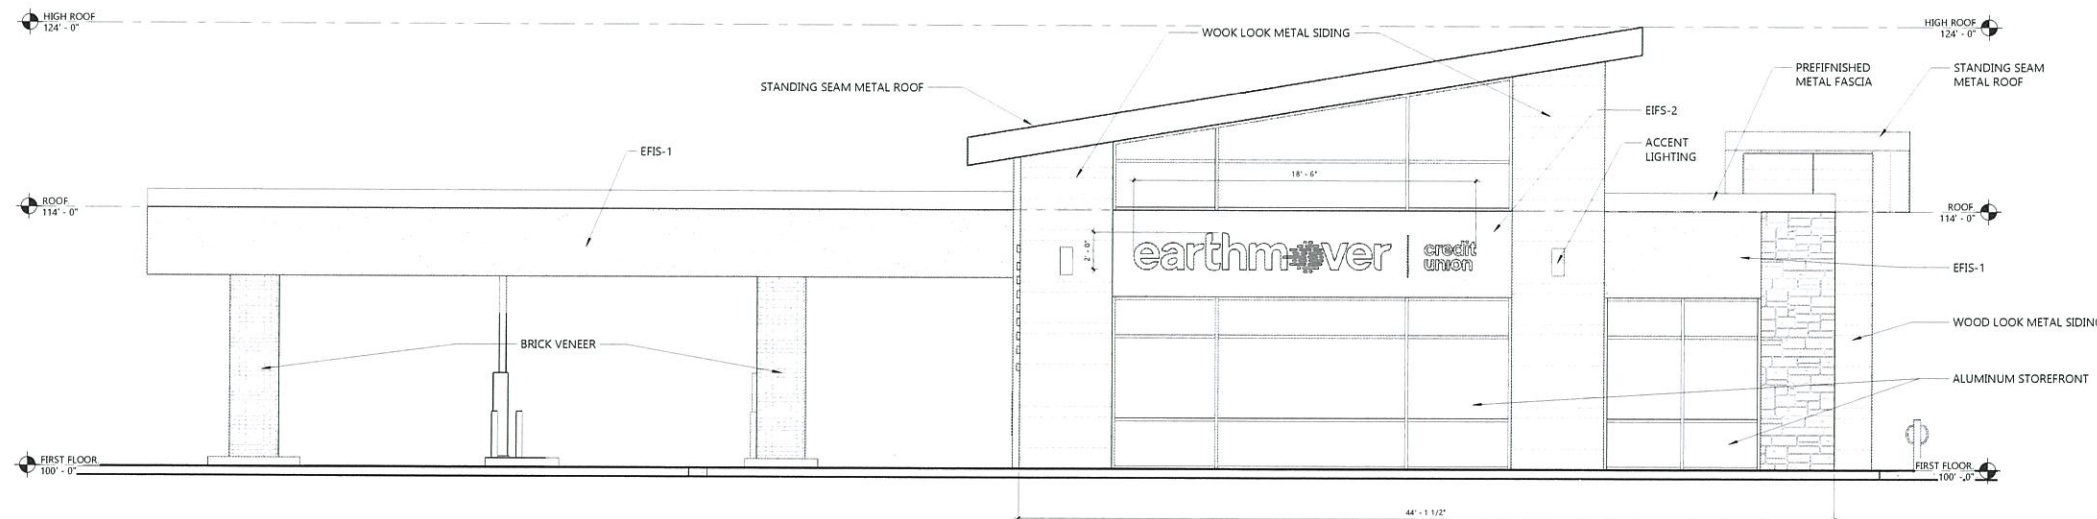 HIGH ROOF
124' - 0"
HIGH ROOF
124' - 0"
WOOK LOOK METAL SIDING
STANDING SEAM METAL ROOF
PREFIFNISHED
METAL FASCIA
STANDING SEAM
METAL ROOF
EIFS-2
EFIS-1
ACCENT
LIGHTING
18' - 6"
ROOF
114' - 0"
ROOF
114' - 0"
2' - 0"
earthmover
credit
union
EFIS-1
WOOD LOOK METAL SIDING
BRICK VENEER
ALUMINUM STOREFRONT
FIRST FLOOR
100' - 0"
FIRST FLOOR
100' - 0"
44' - 1 1/2"